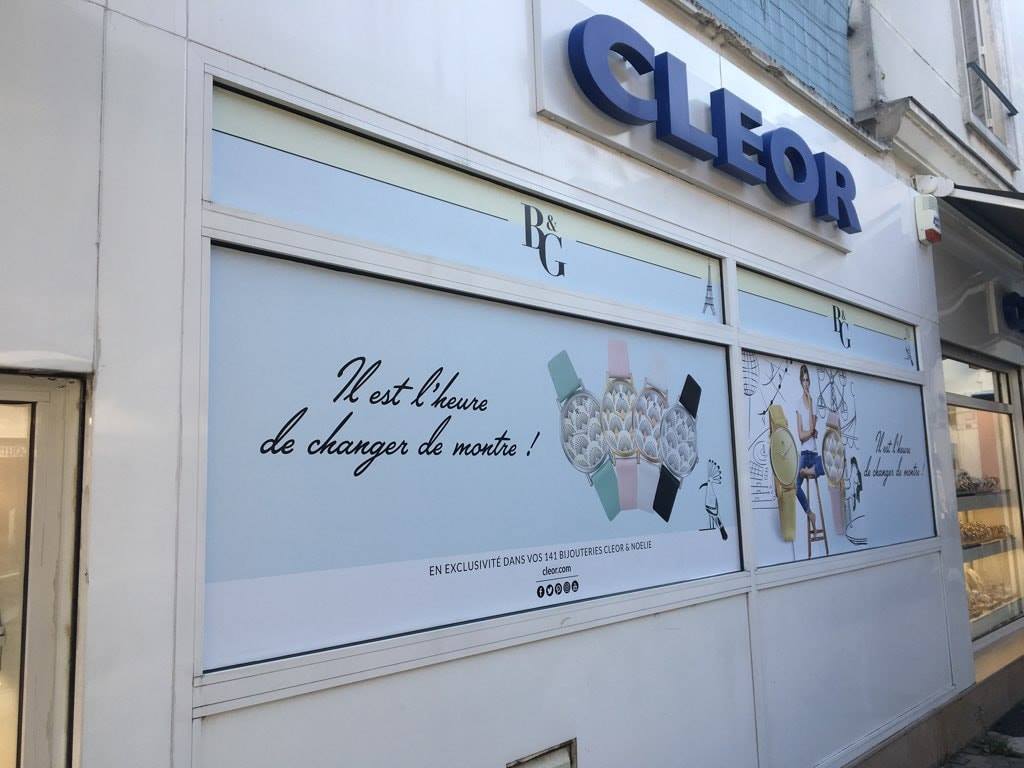 CLEOR
B&G
B&G
Il est l'heure
de changer de montre !
Il est l'heure
de changer de montre !
EN EXCLUSIVITÉ DANS VOS 141 BIJOUTERIES CLEOR & NOELIE
cleor.com